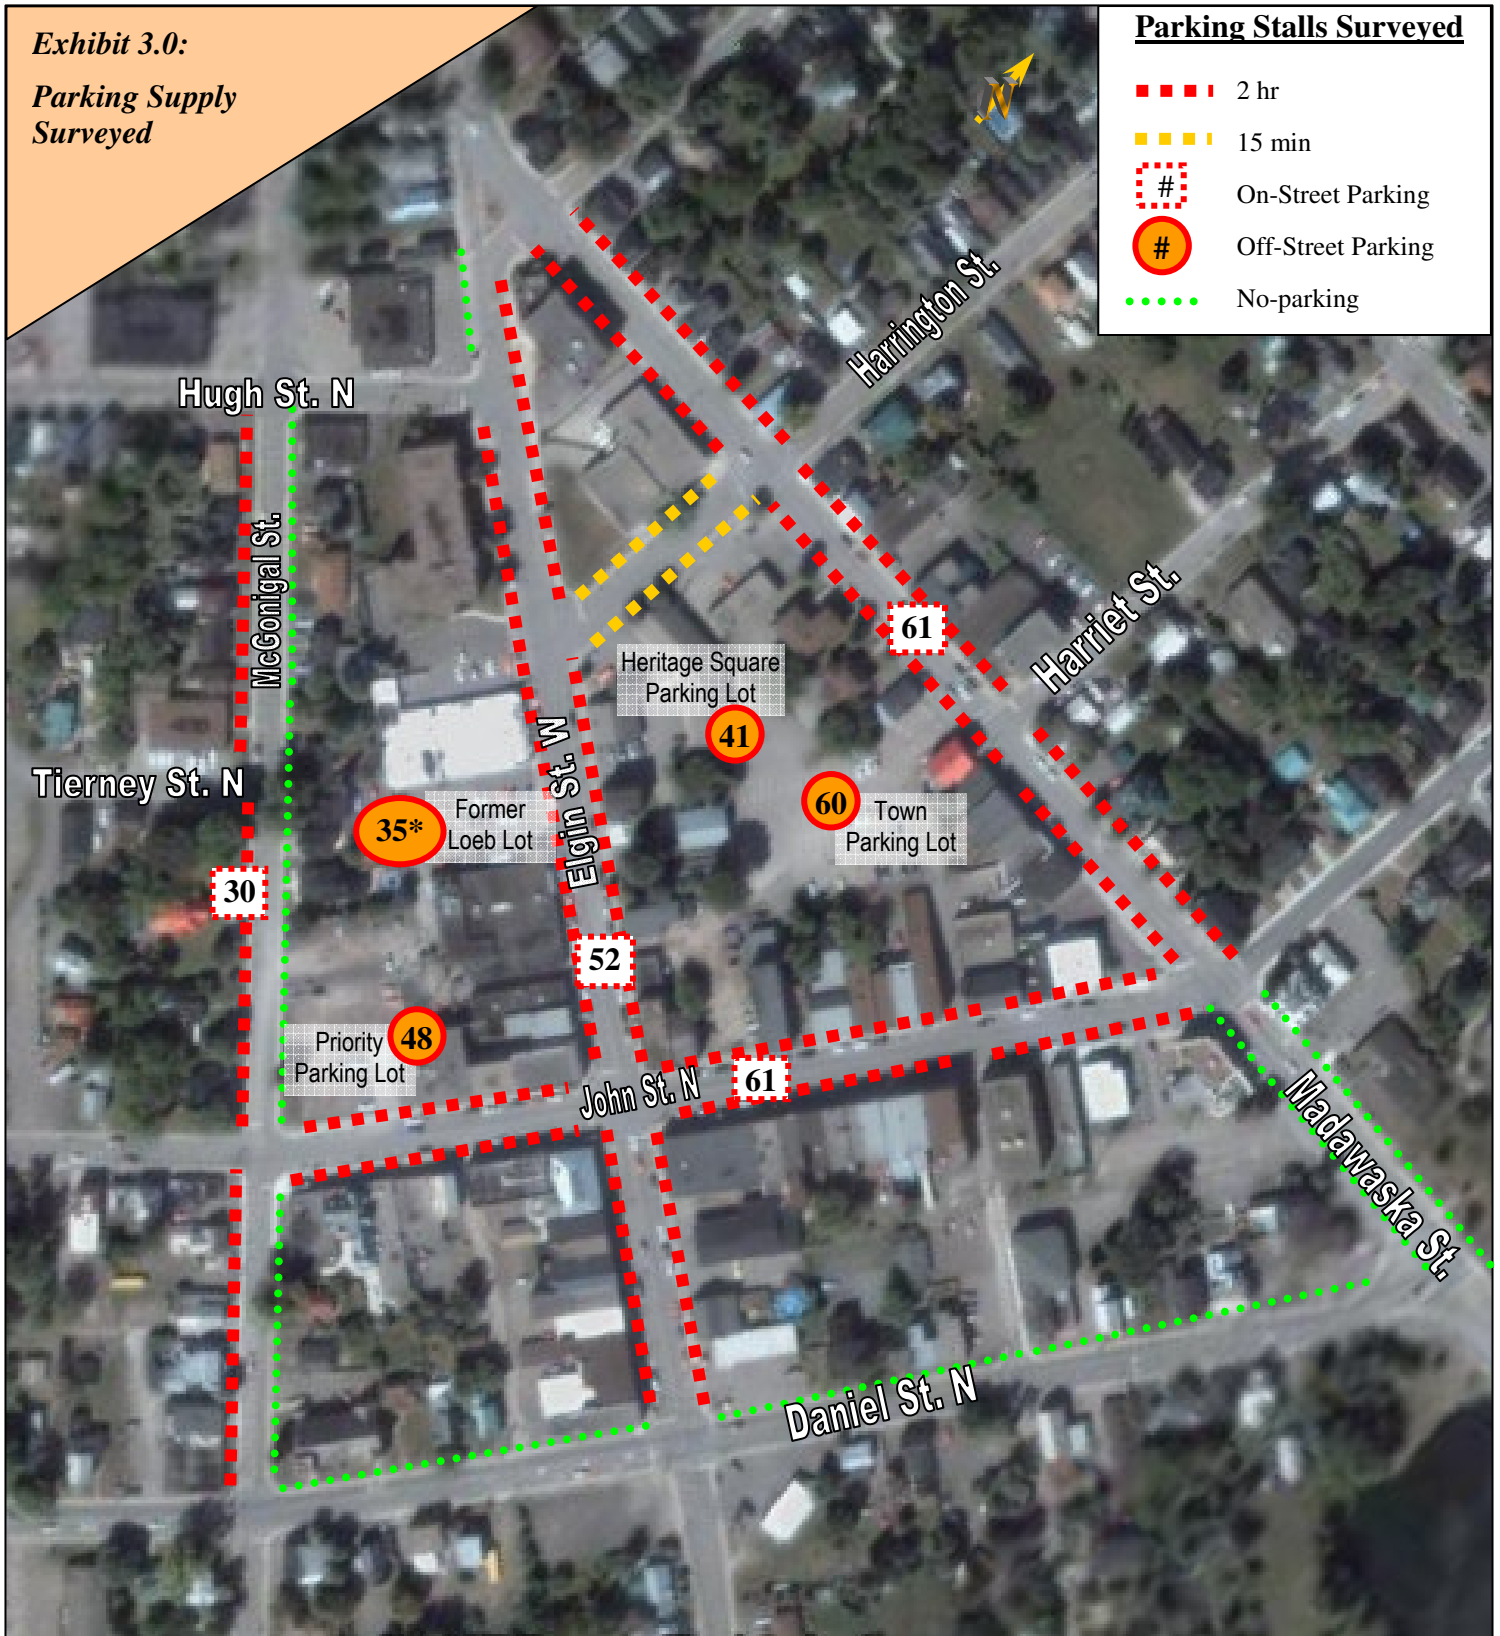 Exhibit 3.0:
Parking Supply
Surveyed
Parking Stalls Surveyed
2 hr
15 min
# On-Street Parking
# Off-Street Parking
No-parking
N
Harrington St.
Hugh St. N
McGonigal St.
Harriet St.
61
Heritage Square
Parking Lot
41
Elgin St. W
Tierney St. N
35*
Former
Loeb Lot
60
Town
Parking Lot
30
52
Priority
Parking Lot
48
John St. N
61
Madawaska St.
Daniel St. N